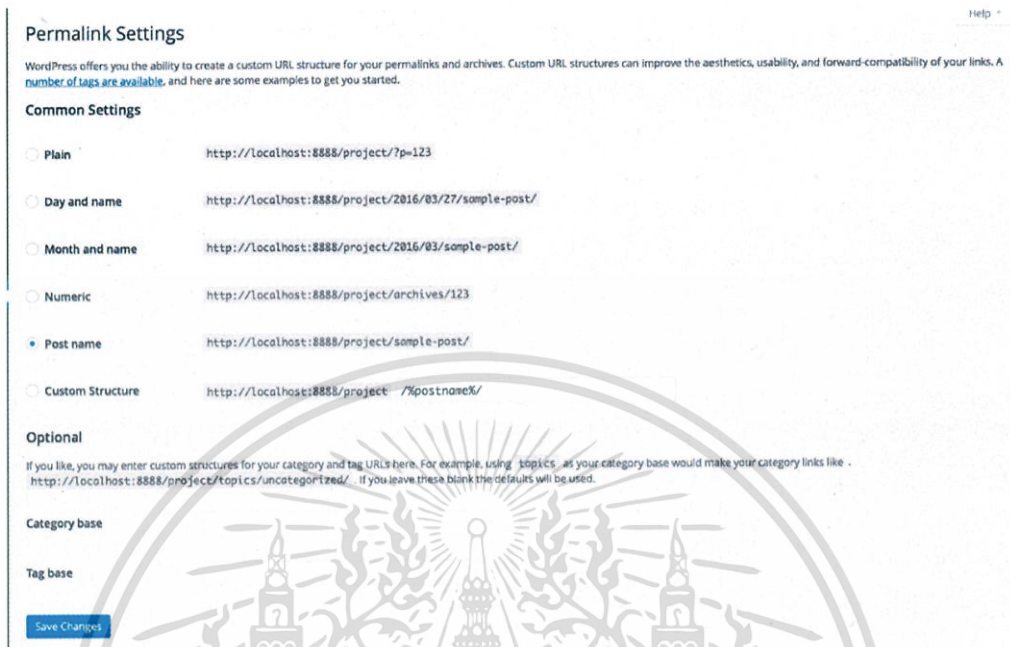 Help
Permalink Settings
WordPress offers you the ability to create a custom URL structure for your permalinks and archives. Custom URL structures can improve the aesthetics, usability, and forward-compatibility of your links. A
number of tags are available, and here are some examples to get you started.
Common Settings
Plain http://localhost:8888/project/?p=123
Day and name http://localhost:8888/project/2016/03/27/sample-post/
Month and name http://localhost:8888/project/2016/03/sample-post/
Numeric http://localhost:8888/project/archives/123
Post name http://localhost:8888/project/sample-post/
Custom Structure http://localhost:8888/project /%postname%/
Optional
If you like, you may enter custom structures for your category and tag URLs here. For example, using topics as your category base would make your category links like
http://localhost:8888/project/topics/uncategorized/ . If you leave these blank the defaults will be used.
Category base
Tag base
Save Changes